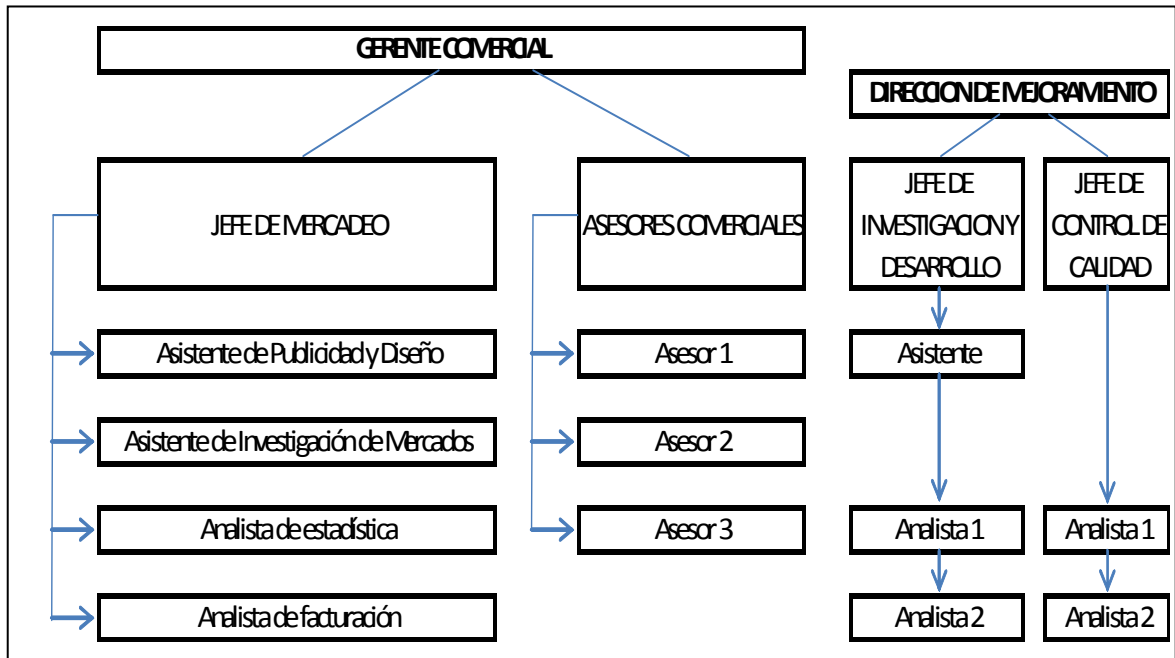 GERENTE COMERCIAL
DIRECCION DE MEJORAMIENTO
JEFE DE MERCADEO
ASESORES COMERCIALES
JEFE DE
INVESTIGACION Y
DESARROLLO
JEFE DE
CONTROL DE
CALIDAD
Asistente de Publicidad y Diseño
Asesor 1
Asistente
Asistente de Investigación de Mercados
Asesor 2
Analista de estadística
Asesor 3
Analista 1
Analista 1
Analista de facturación
Analista 2
Analista 2